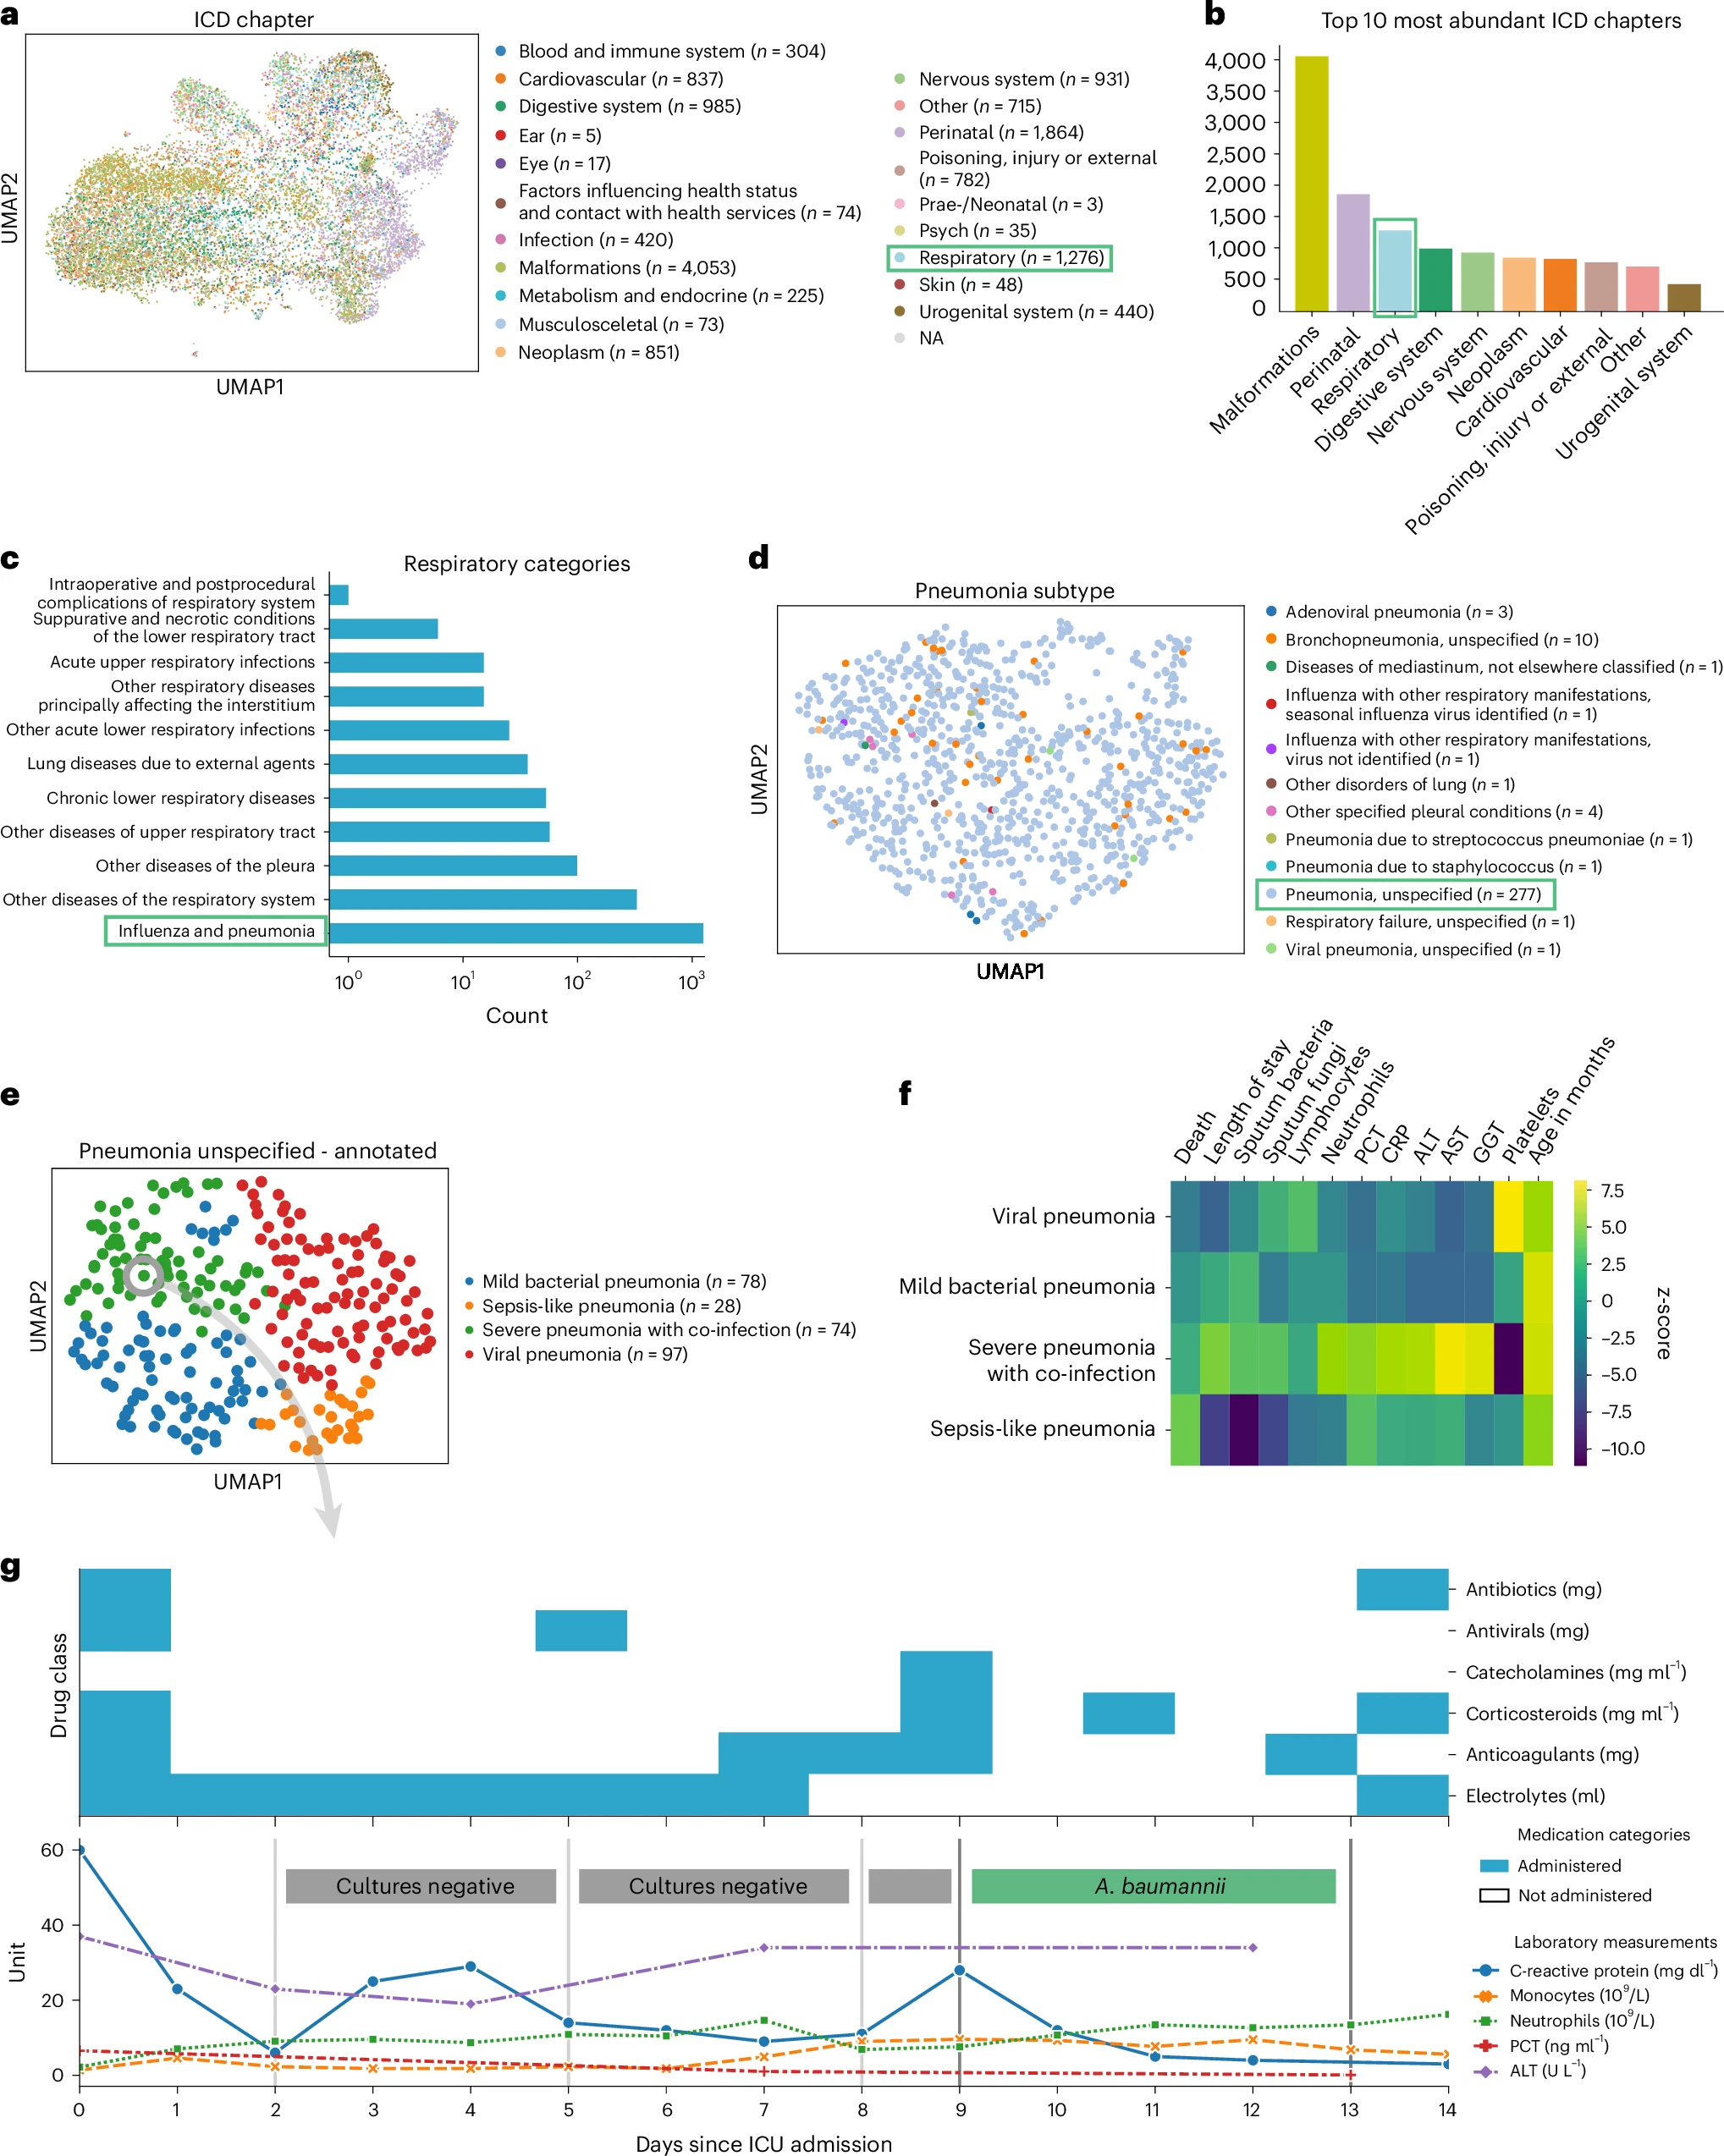 a
ICD chapter
UMAP2
UMAP1
Blood and immune system (n = 304)
Cardiovascular (n = 837)
Digestive system (n = 985)
Ear (n = 5)
Eye (n = 17)
Factors influencing health status
and contact with health services (n = 74)
Infection (n = 420)
Malformations (n = 4,053)
Metabolism and endocrine (n = 225)
Musculosceletal (n = 73)
Neoplasm (n = 851)
Nervous system (n = 931)
Other (n = 715)
Perinatal (n = 1,864)
Poisoning, injury or external
(n = 782)
Prae-/Neonatal (n = 3)
Psych (n = 35)
Respiratory (n = 1,276)
Skin (n = 48)
Urogenital system (n = 440)
NA
b
Top 10 most abundant ICD chapters
4,000
3,500
3,000
2,500
2,000
1,500
1,000
500
0
Malformations
Perinatal
Respiratory
Digestive system
Nervous system
Neoplasm
Cardiovascular
Poisoning, injury or external
Other
Urogenital system
c
Respiratory categories
Intraoperative and postprocedural
complications of respiratory system
Suppurative and necrotic conditions
of the lower respiratory tract
Acute upper respiratory infections
Other respiratory diseases
principally affecting the interstitium
Other acute lower respiratory infections
Lung diseases due to external agents
Chronic lower respiratory diseases
Other diseases of upper respiratory tract
Other diseases of the pleura
Other diseases of the respiratory system
Influenza and pneumonia
10⁰ 10¹ 10² 10³
Count
d
Pneumonia subtype
UMAP2
UMAP1
Adenoviral pneumonia (n = 3)
Bronchopneumonia, unspecified (n = 10)
Diseases of mediastinum, not elsewhere classified (n = 1)
Influenza with other respiratory manifestations,
seasonal influenza virus identified (n = 1)
Influenza with other respiratory manifestations,
virus not identified (n = 1)
Other disorders of lung (n = 1)
Other specified pleural conditions (n = 4)
Pneumonia due to streptococcus pneumoniae (n = 1)
Pneumonia due to staphylococcus (n = 1)
Pneumonia, unspecified (n = 277)
Respiratory failure, unspecified (n = 1)
Viral pneumonia, unspecified (n = 1)
e
Pneumonia unspecified - annotated
UMAP2
UMAP1
Mild bacterial pneumonia (n = 78)
Sepsis-like pneumonia (n = 28)
Severe pneumonia with co-infection (n = 74)
Viral pneumonia (n = 97)
f
Death
Length of stay
Sputum bacteria
Sputum fungi
Lymphocytes
Neutrophils
PCT
CRP
ALT
AST
GGT
Platelets
Age in months
Viral pneumonia
Mild bacterial pneumonia
Severe pneumonia
with co-infection
Sepsis-like pneumonia
7.5
5.0
2.5
0
−2.5
−5.0
−7.5
−10.0
z-score
g
Drug class
Antibiotics (mg)
Antivirals (mg)
Catecholamines (mg ml⁻¹)
Corticosteroids (mg ml⁻¹)
Anticoagulants (mg)
Electrolytes (ml)
Medication categories
Administered
Not administered
Laboratory measurements
C-reactive protein (mg dl⁻¹)
Monocytes (10⁹/L)
Neutrophils (10⁹/L)
PCT (ng ml⁻¹)
ALT (U L⁻¹)
Unit
60
40
20
0
Cultures negative
Cultures negative
A. baumannii
0 1 2 3 4 5 6 7 8 9 10 11 12 13 14
Days since ICU admission